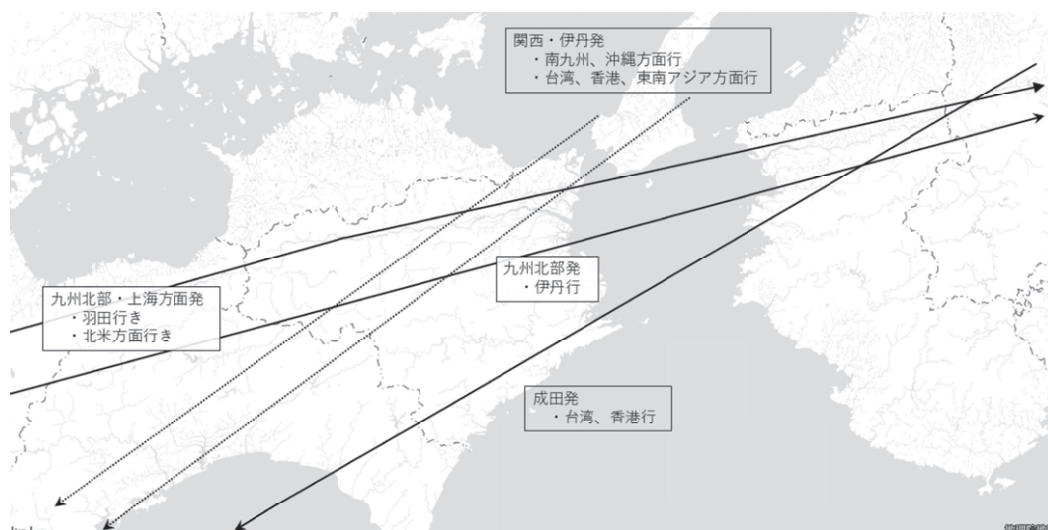 関西・伊丹発
・南九州、沖縄方面行
・台湾、香港、東南アジア方面行
九州北部発
・伊丹行
九州北部・上海方面発
・羽田行き
・北米方面行き
成田発
・台湾、香港行